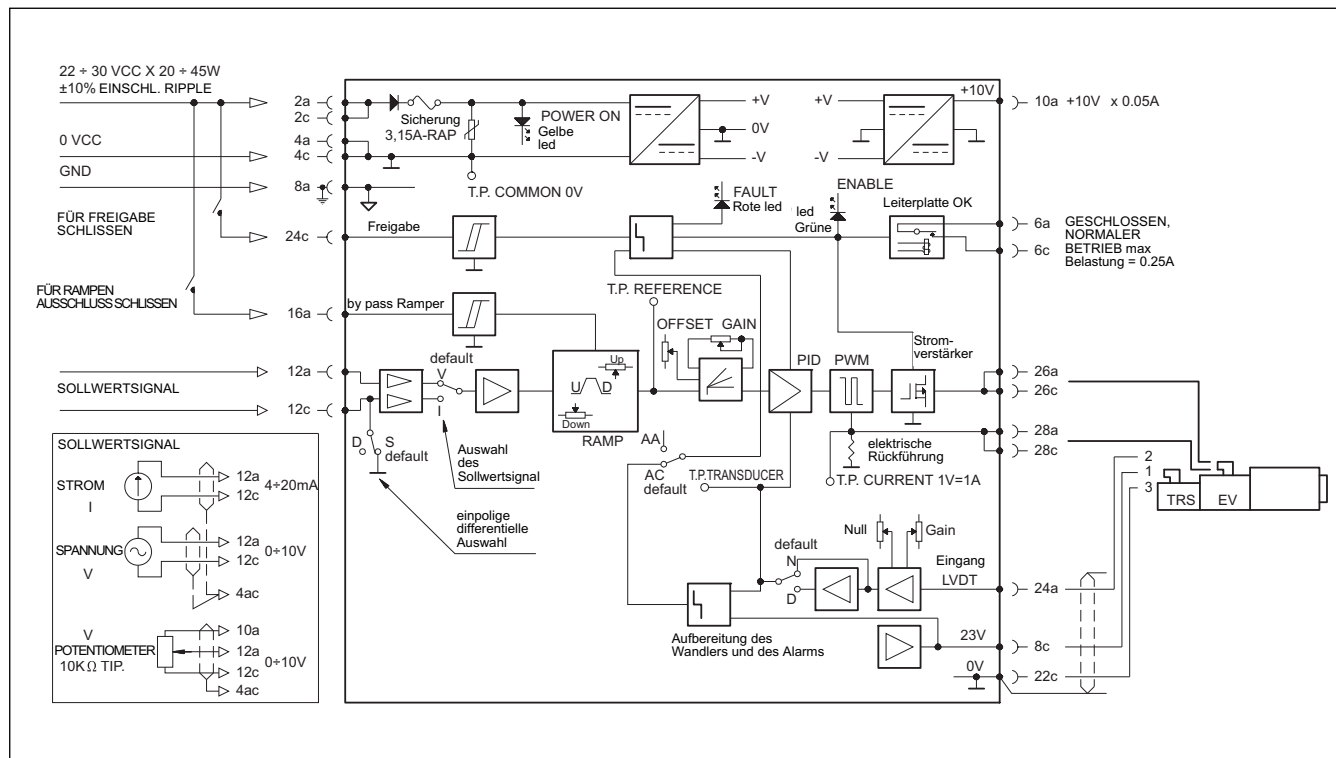 22 ÷ 30 VCC X 20 ÷ 45W
±10% EINSCHL. RIPPLE
0 VCC
GND
FÜR FREIGABE
SCHLISSEN
FÜR RAMPEN
AUSSCHLUSS SCHLISSEN
SOLLWERTSIGNAL
2a
2c
4a
4c
8a
24c
16a
12a
12c
Sicherung
3,15A-RAP
POWER ON
Gelbe
led
T.P. COMMON 0V
+V
0V
-V
+V
-V
+10V
10a +10V x 0.05A
FAULT
Rote led
ENABLE
led
Grüne
Leiterplatte OK
6a
6c
GESCHLOSSEN,
NORMALER
BETRIEB max
Belastung = 0.25A
Freigabe
by pass Ramper
T.P. REFERENCE
OFFSET GAIN
default
V
I
Up
U D
Down
RAMP
PID
PWM
Strom-
verstärker
26a
26c
28a
28c
D S
default
Auswahl
des
Sollwertsignal
einpolige
differentielle
Auswahl
AA
AC
default
T.P.TRANSDUCER
elektrische
Rückführung
T.P. CURRENT 1V=1A
2
1
3
TRS
EV
Null
Gain
default
N
D
Eingang
LVDT
24a
Aufbereitung des
Wandlers und des Alarms
23V
8c
0V
22c
SOLLWERTSIGNAL
STROM
I
12a
12c
4÷20mA
SPANNUNG
V
12a
12c
0÷10V
4ac
V
POTENTIOMETER
10KΩ TIP.
10a
12a
12c
0÷10V
4ac